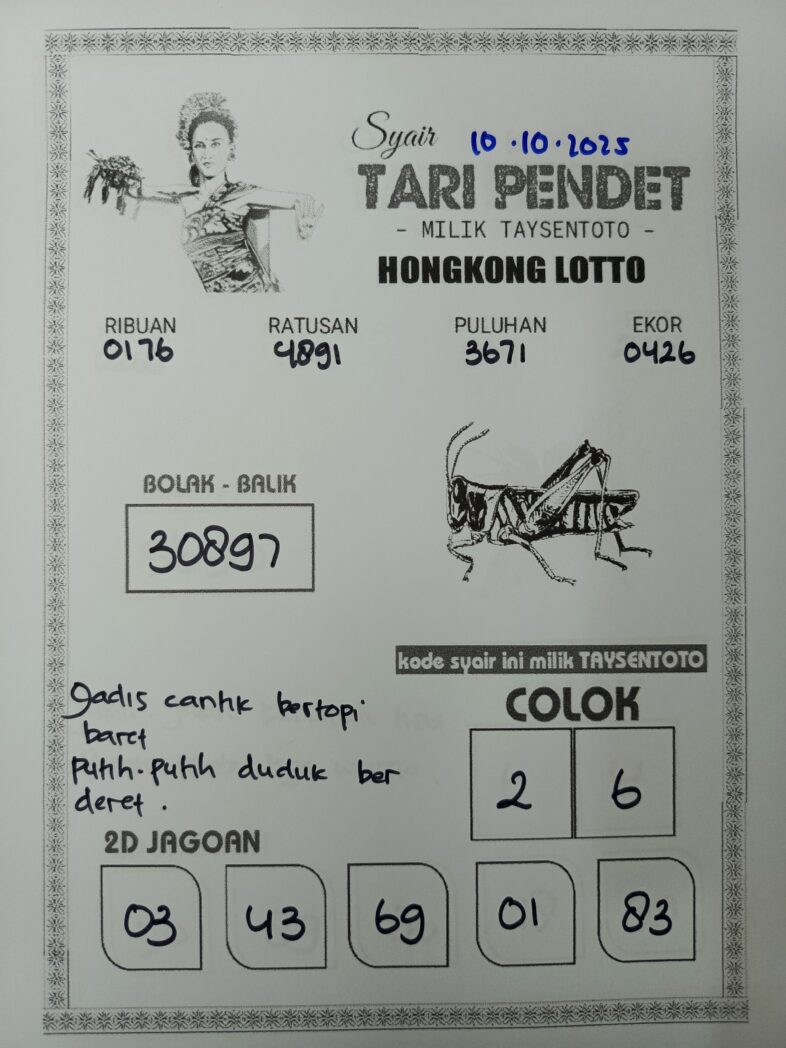 Syair 10.10.2025
TARI PENDET
- MILIK TAYSENTOTO -
HONGKONG LOTTO
RIBUAN RATUSAN PULUHAN EKOR
0176 4891 3671 0426
BOLAK - BALIK
30897
kode syair ini milik TAYSENTOTO
gadis cantik bertopi
baret
putih-putih duduk ber
deret .
COLOK
2 6
2D JAGOAN
03 43 69 01 83